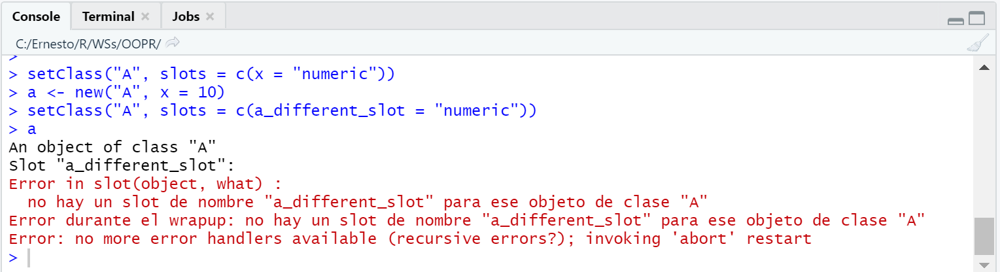 Console Terminal × Jobs ×
C:/Ernesto/R/WSs/OOPR/
>
> setClass("A", slots = c(x = "numeric"))
> a <- new("A", x = 10)
> setClass("A", slots = c(a_different_slot = "numeric"))
> a
An object of class "A"
Slot "a_different_slot":
Error in slot(object, what) :
  no hay un slot de nombre "a_different_slot" para ese objeto de clase "A"
Error durante el wrapup: no hay un slot de nombre "a_different_slot" para ese objeto de clase "A"
Error: no more error handlers available (recursive errors?); invoking 'abort' restart
>